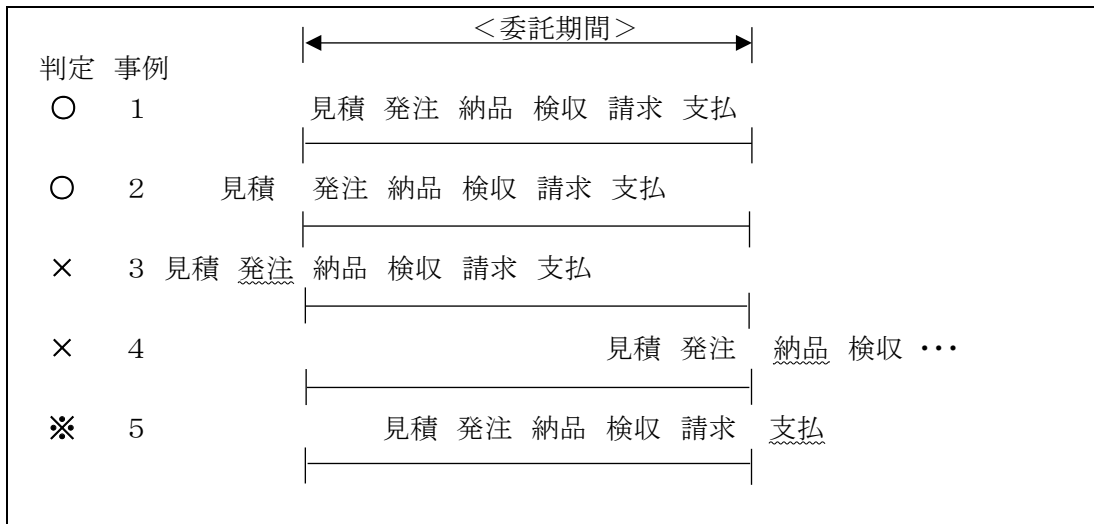 ＜委託期間＞
判定 事例
○ 1 見積 発注 納品 検収 請求 支払
○ 2 見積 発注 納品 検収 請求 支払
× 3 見積 発注 納品 検収 請求 支払
× 4 見積 発注 納品 検収 ・・・
※ 5 見積 発注 納品 検収 請求 支払